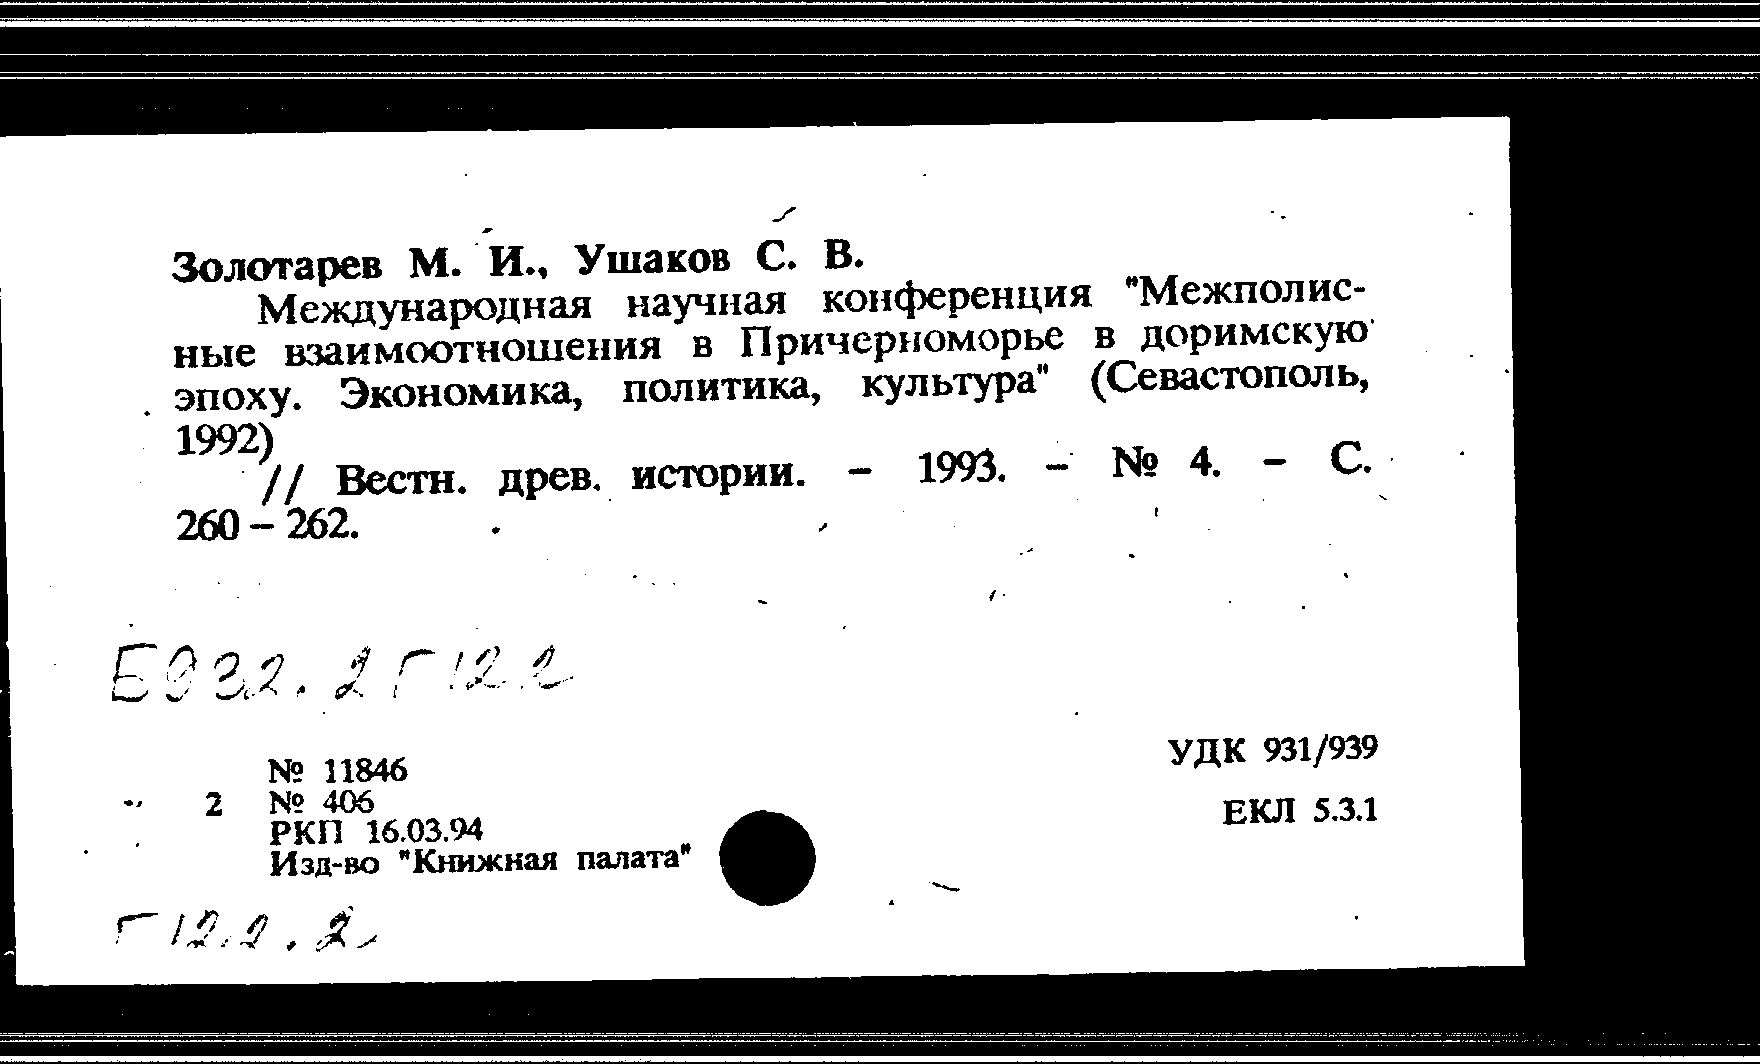 Золотарев М. И., Ушаков С. В.
Международная научная конференция "Межполис-
ные взаимоотношения в Причерноморье в доримскую
эпоху. Экономика, политика, культура" (Севастополь,
1992)
// Вестн. древ. истории. – 1993. – № 4. – С.
260 – 262.
Б932.2 Г12.2
№ 11846
УДК 931/939
2 № 406
ЕКЛ 5.3.1
РКП 16.03.94
Изд-во "Книжная палата"
Г12.2.2